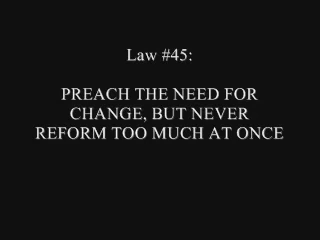 Law #45:
PREACH THE NEED FOR
CHANGE, BUT NEVER
REFORM TOO MUCH AT ONCE